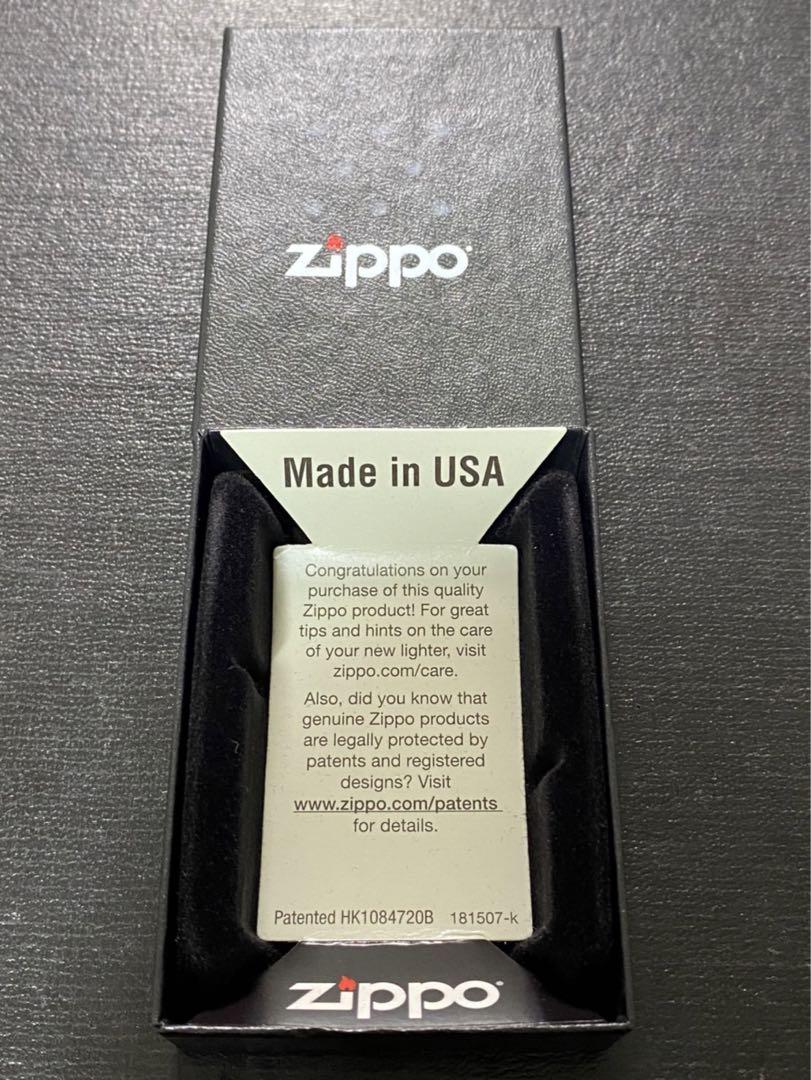 Zippo
Made in USA
Congratulations on your
purchase of this quality
Zippo product! For great
tips and hints on the care
of your new lighter, visit
zippo.com/care.
Also, did you know that
genuine Zippo products
are legally protected by
patents and registered
designs? Visit
www.zippo.com/patents
for details.
Patented HK1084720B 181507-k
Zippo